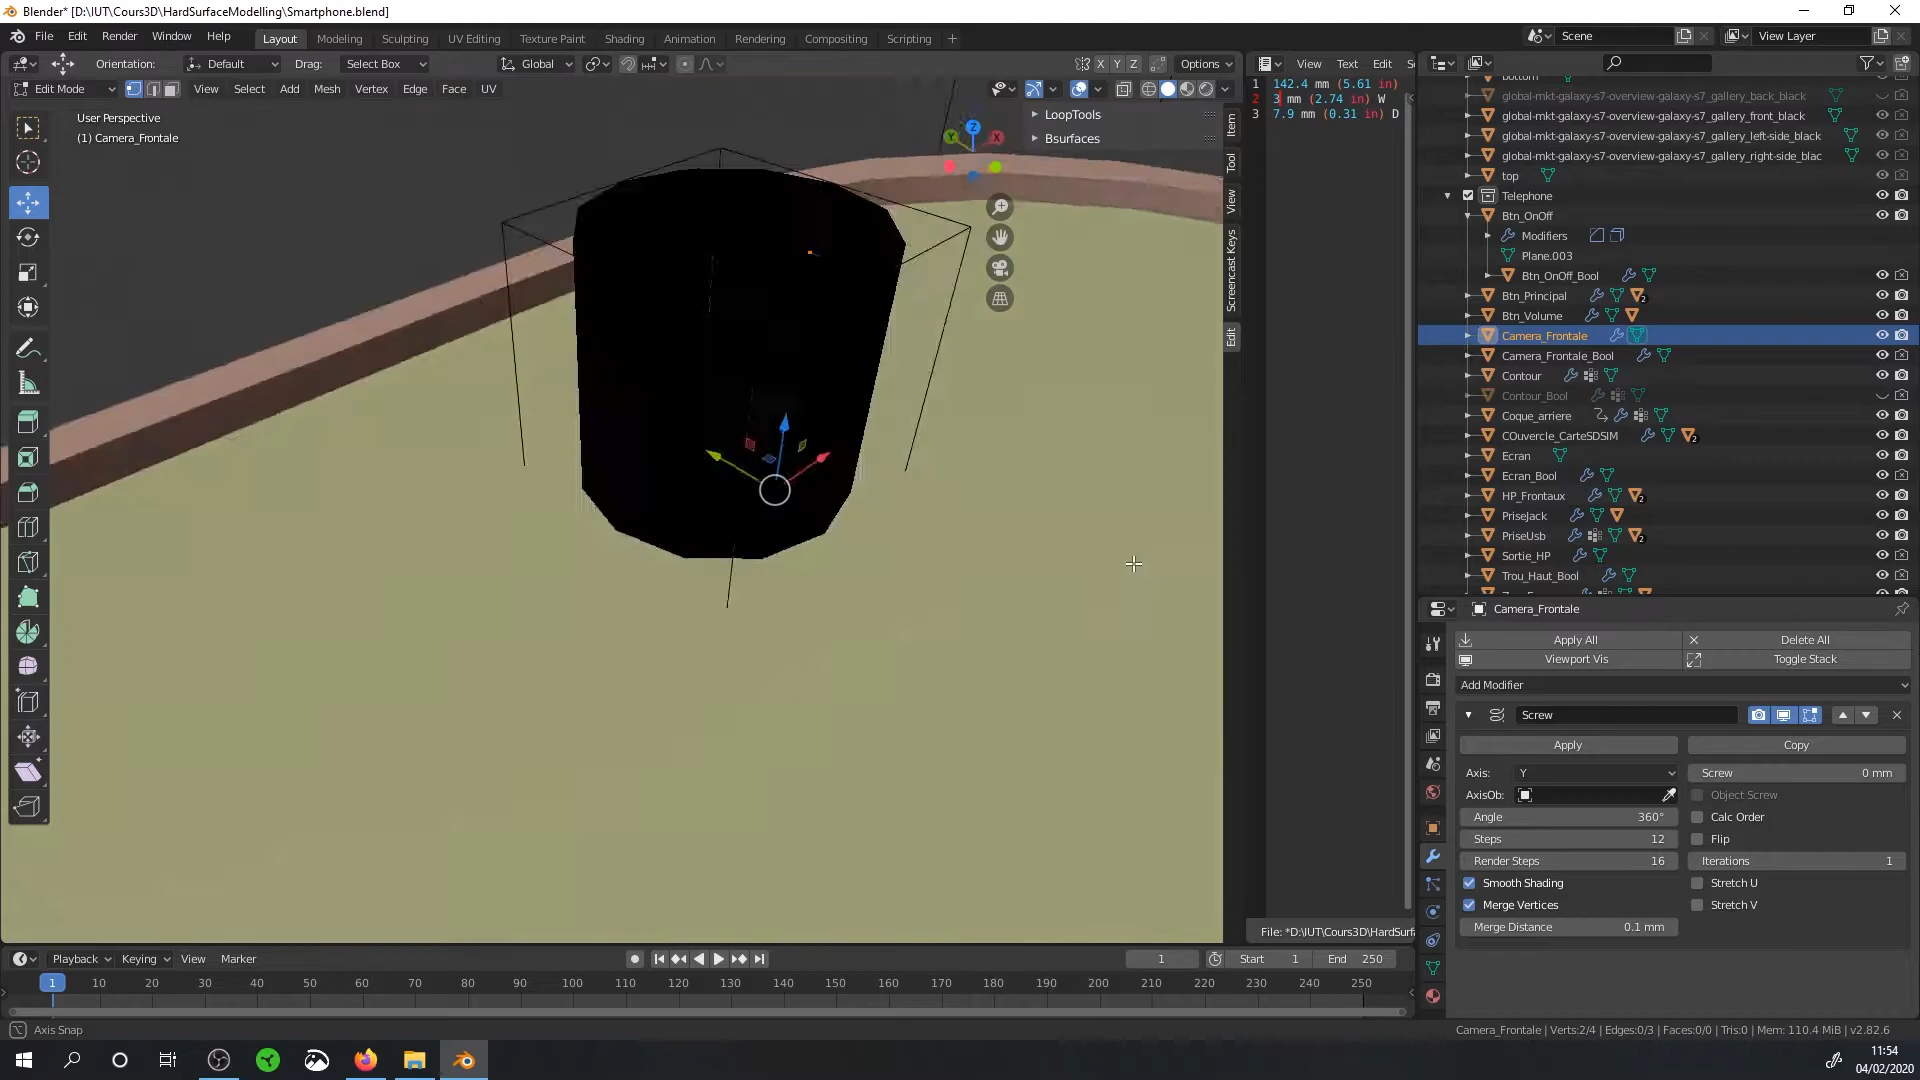 Blender* [D:\IUT\Cours3D\HardSurfaceModelling\Smartphone.blend]
File Edit Render Window Help
Layout Modeling Sculpting UV Editing Texture Paint Shading Animation Rendering Compositing Scripting
Scene
View Layer
Orientation: Default Drag: Select Box
Global
X Y Z
Options
View Text Edit
Edit Mode
View Select Add Mesh Vertex Edge Face UV
User Perspective
(1) Camera_Frontale
LoopTools
Bsurfaces
Z
Y
X
Item
Tool
View
Screencast Keys
Edit
1 142.4 mm (5.61 in)
2 3 mm (2.74 in) W
3 7.9 mm (0.31 in) D
File: *D:\IUT\Cours3D\HardSurf
bottom
global-mkt-galaxy-s7-overview-galaxy-s7_gallery_back_black
global-mkt-galaxy-s7-overview-galaxy-s7_gallery_front_black
global-mkt-galaxy-s7-overview-galaxy-s7_gallery_left-side_black
global-mkt-galaxy-s7-overview-galaxy-s7_gallery_right-side_blac
top
Telephone
Btn_OnOff
Modifiers
Plane.003
Btn_OnOff_Bool
Btn_Principal 2
Btn_Volume
Camera_Frontale
Camera_Frontale_Bool
Contour
Contour_Bool
Coque_arriere
COuvercle_CarteSDSIM 2
Ecran
Ecran_Bool
HP_Frontaux 2
PriseJack
PriseUsb 2
Sortie_HP
Trou_Haut_Bool
Camera_Frontale
Apply All Delete All
Viewport Vis Toggle Stack
Add Modifier
Screw
Apply Copy
Axis: Y Screw 0 mm
AxisOb: Object Screw
Angle 360° Calc Order
Steps 12 Flip
Render Steps 16 Iterations 1
Smooth Shading Stretch U
Merge Vertices Stretch V
Merge Distance 0.1 mm
Playback Keying View Marker
1 Start 1 End 250
1 10 20 30 40 50 60 70 80 90 100 110 120 130 140 150 160 170 180 190 200 210 220 230 240 250
Axis Snap
Camera_Frontale | Verts:2/4 | Edges:0/3 | Faces:0/0 | Tris:0 | Mem: 110.4 MiB | v2.82.6
11:54
04/02/2020